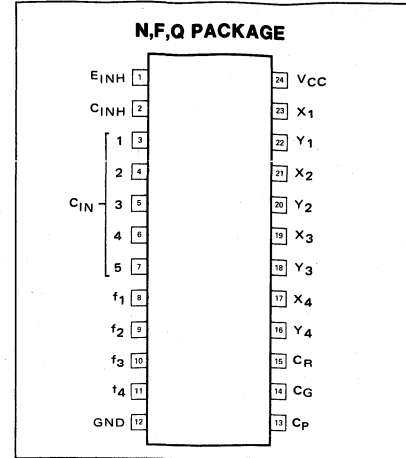 N,F,Q PACKAGE
EINH 1 24 VCC
CINH 2 23 X1
1 3 22 Y1
2 4 21 X2
CIN 3 5 20 Y2
4 6 19 X3
5 7 18 Y3
f1 8 17 X4
f2 9 16 Y4
f3 10 15 CR
f4 11 14 CG
GND 12 13 CP